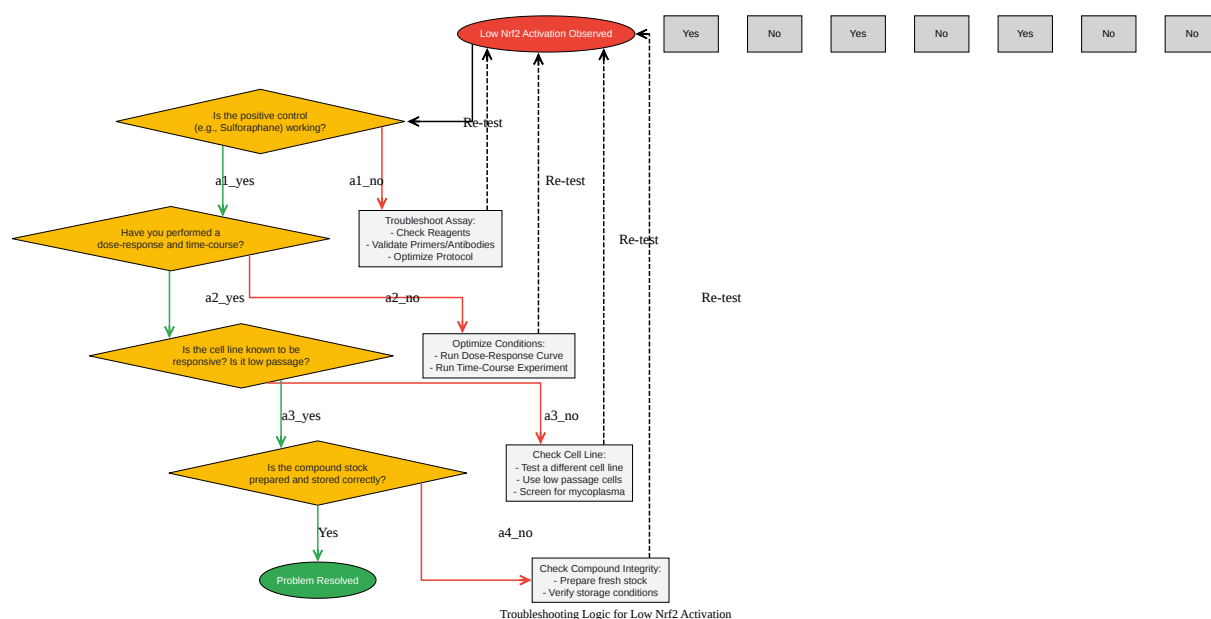 Low Nrf2 Activation Observed
Yes
No
Yes
No
Yes
No
No
Is the positive control
(e.g., Sulforaphane) working?
Re-test
a1_yes
a1_no
Re-test
Have you performed a
dose-response and time-course?
Troubleshoot Assay:
- Check Reagents
- Validate Primers/Antibodies
- Optimize Protocol
Re-test
a2_yes
a2_no
Re-test
Is the cell line known to be
responsive? Is it low passage?
Optimize Conditions:
- Run Dose-Response Curve
- Run Time-Course Experiment
a3_yes
a3_no
Is the compound stock
prepared and stored correctly?
Check Cell Line:
- Test a different cell line
- Use low passage cells
- Screen for mycoplasma
Yes
a4_no
Problem Resolved
Check Compound Integrity:
- Prepare fresh stock
- Verify storage conditions
Troubleshooting Logic for Low Nrf2 Activation